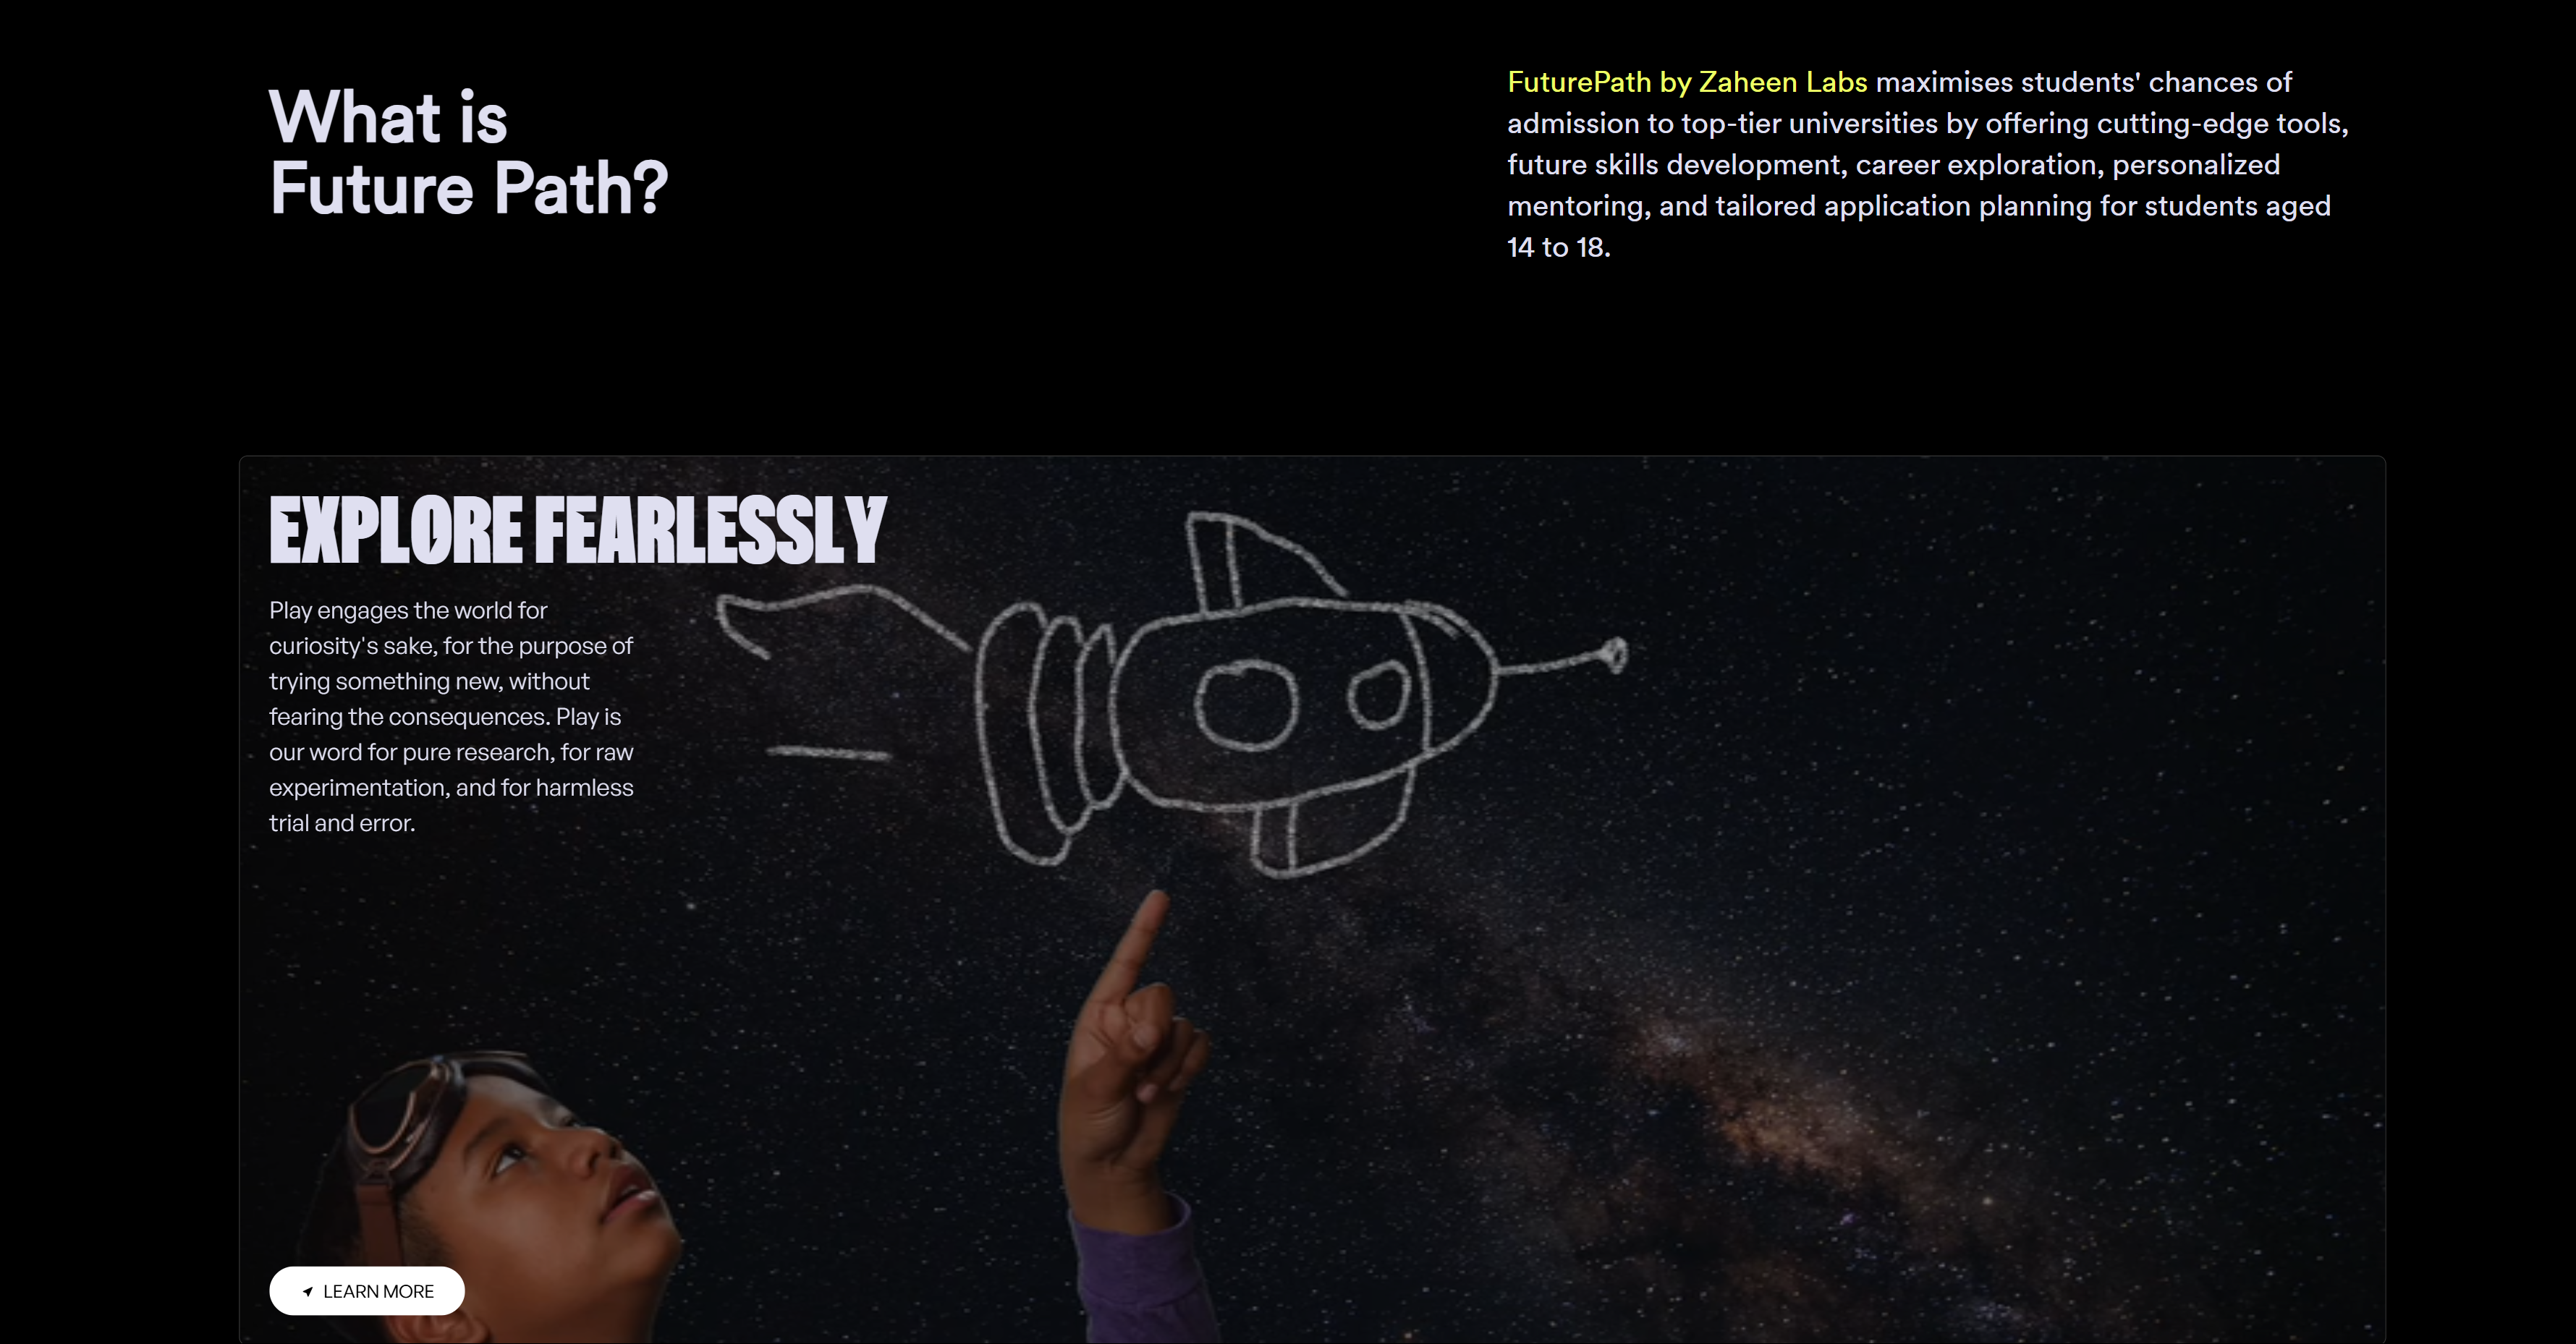 What is
Future Path?
FuturePath by Zaheen Labs maximises students' chances of
admission to top-tier universities by offering cutting-edge tools,
future skills development, career exploration, personalized
mentoring, and tailored application planning for students aged
14 to 18.
EXPLORE FEARLESSLY
Play engages the world for
curiosity's sake, for the purpose of
trying something new, without
fearing the consequences. Play is
our word for pure research, for raw
experimentation, and for harmless
trial and error.
LEARN MORE